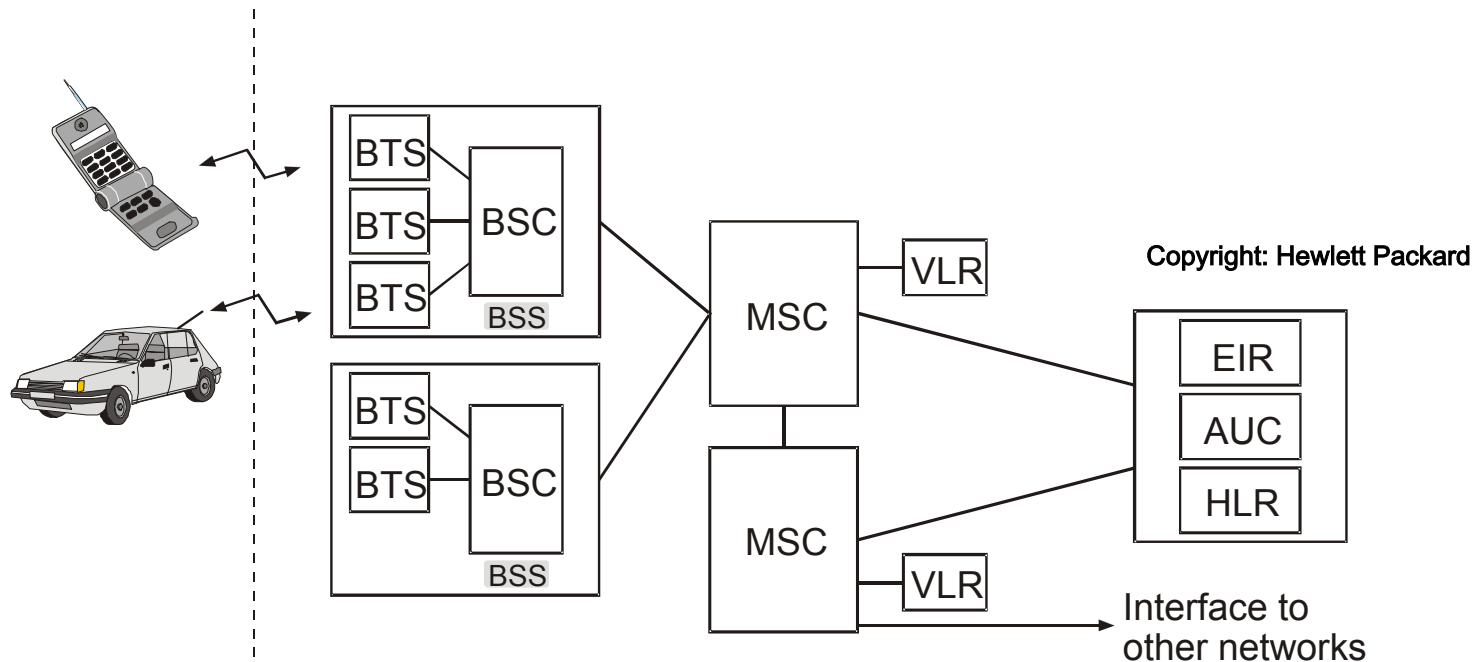 BTS
BTS
BTS
BSC
BSS
BTS
BTS
BSC
BSS
MSC
VLR
MSC
VLR
Copyright: Hewlett Packard
EIR
AUC
HLR
Interface to
other networks